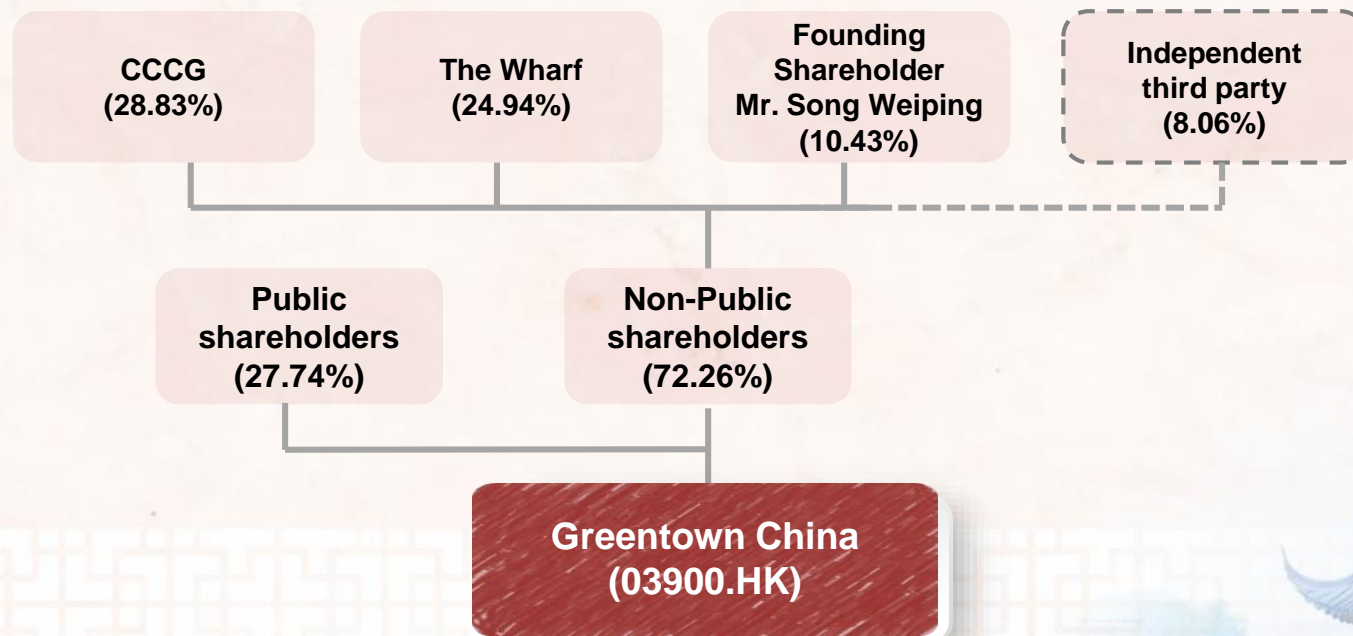 CCCG
(28.83%)
The Wharf
(24.94%)
Founding
Shareholder
Mr. Song Weiping
(10.43%)
Independent
third party
(8.06%)
Public
shareholders
(27.74%)
Non-Public
shareholders
(72.26%)
Greentown China
(03900.HK)